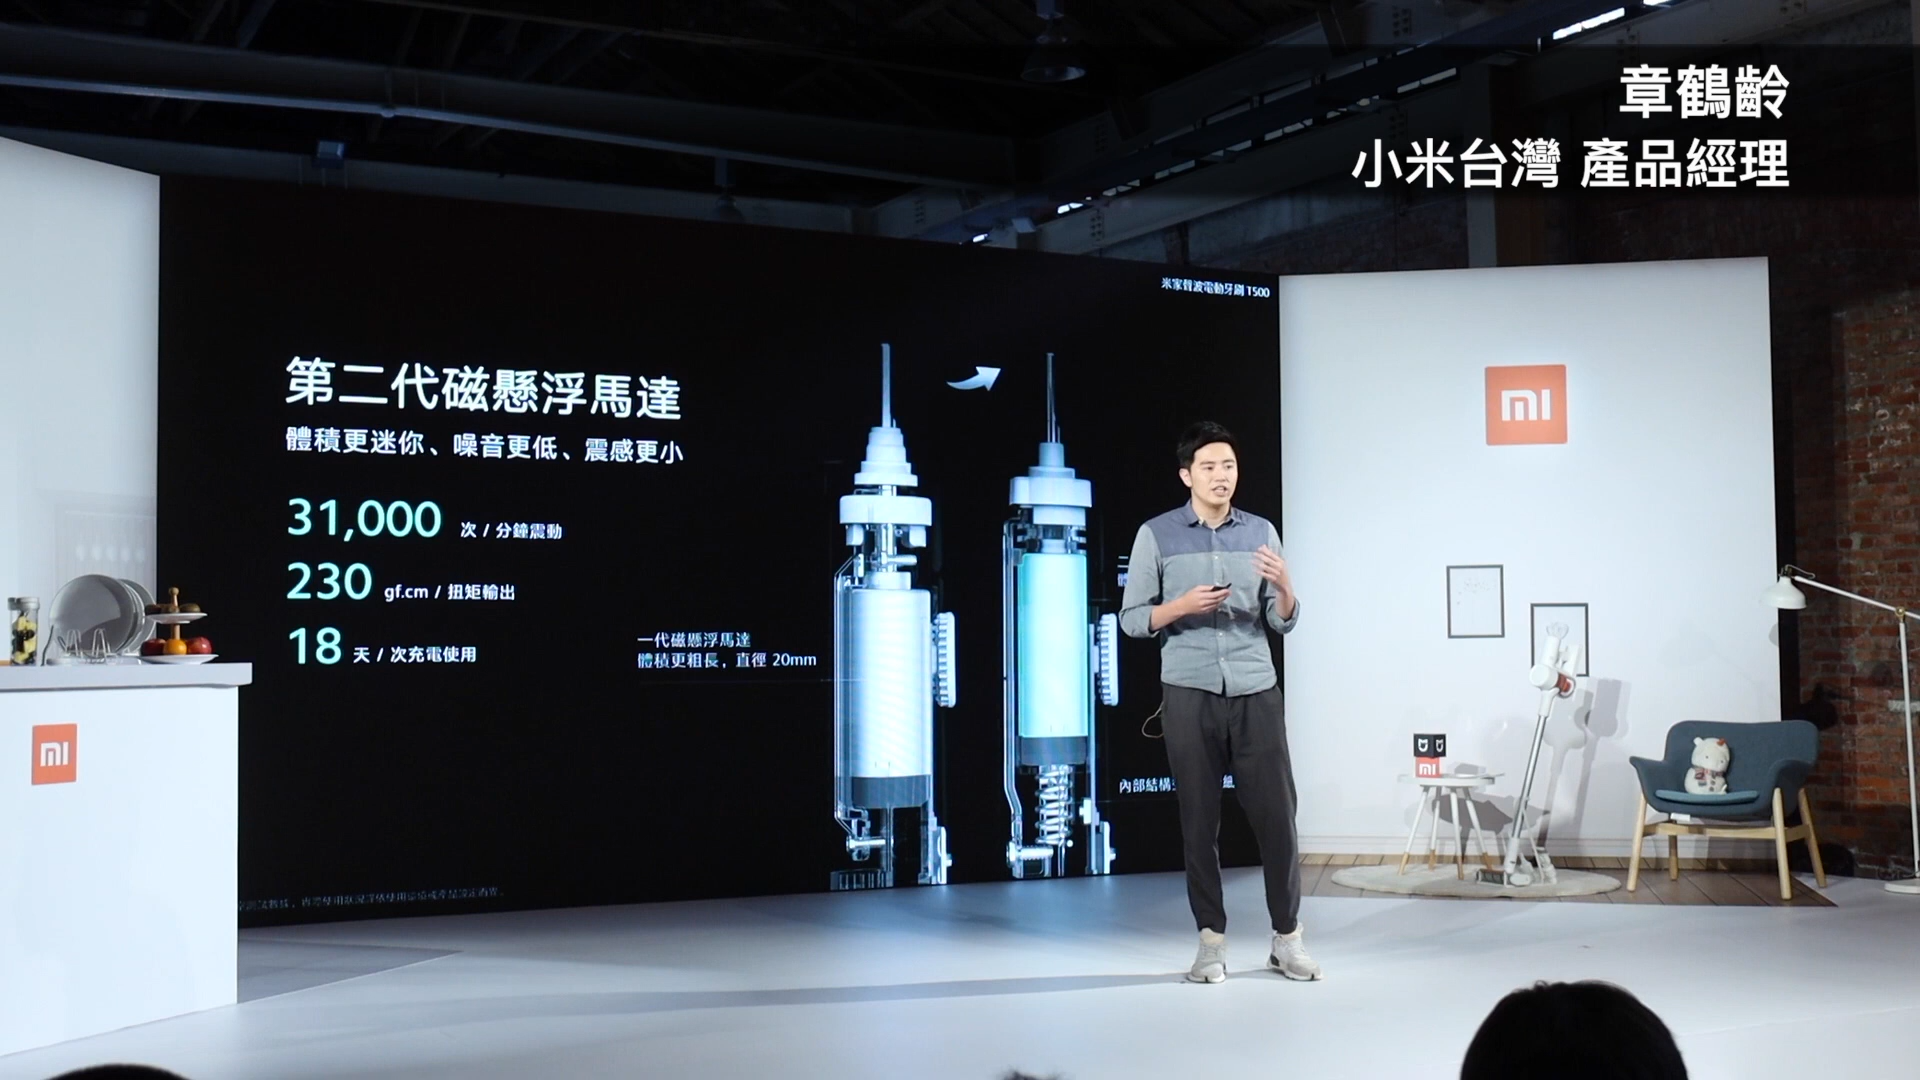 章鶴齡
小米台灣 產品經理
米家聲波電動牙刷 T500
第二代磁懸浮馬達
體積更迷你、噪音更低、震感更小
31,000 次 / 分鐘震動
230 gf.cm / 扭矩輸出
18 天 / 次充電使用
一代磁懸浮馬達
體積更粗長，直徑 20mm
內部結構
mi
mi
mi